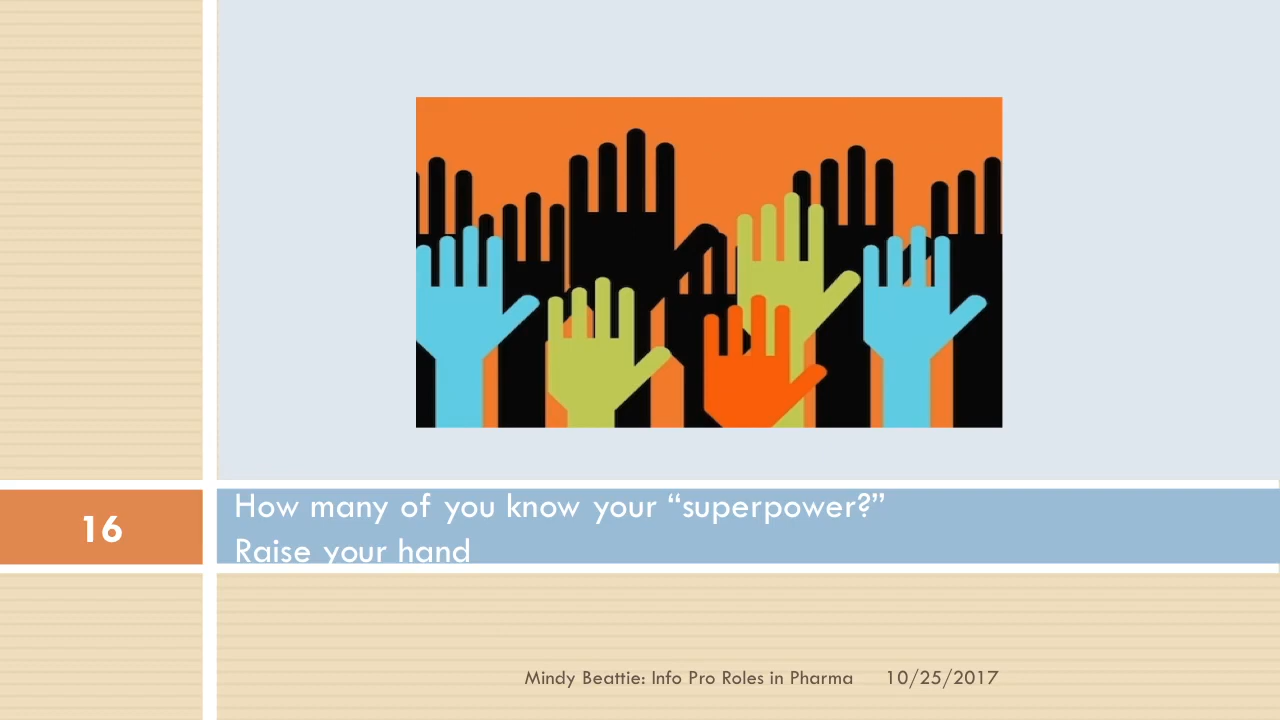 16
How many of you know your “superpower?”
Raise your hand
Mindy Beattie: Info Pro Roles in Pharma 10/25/2017